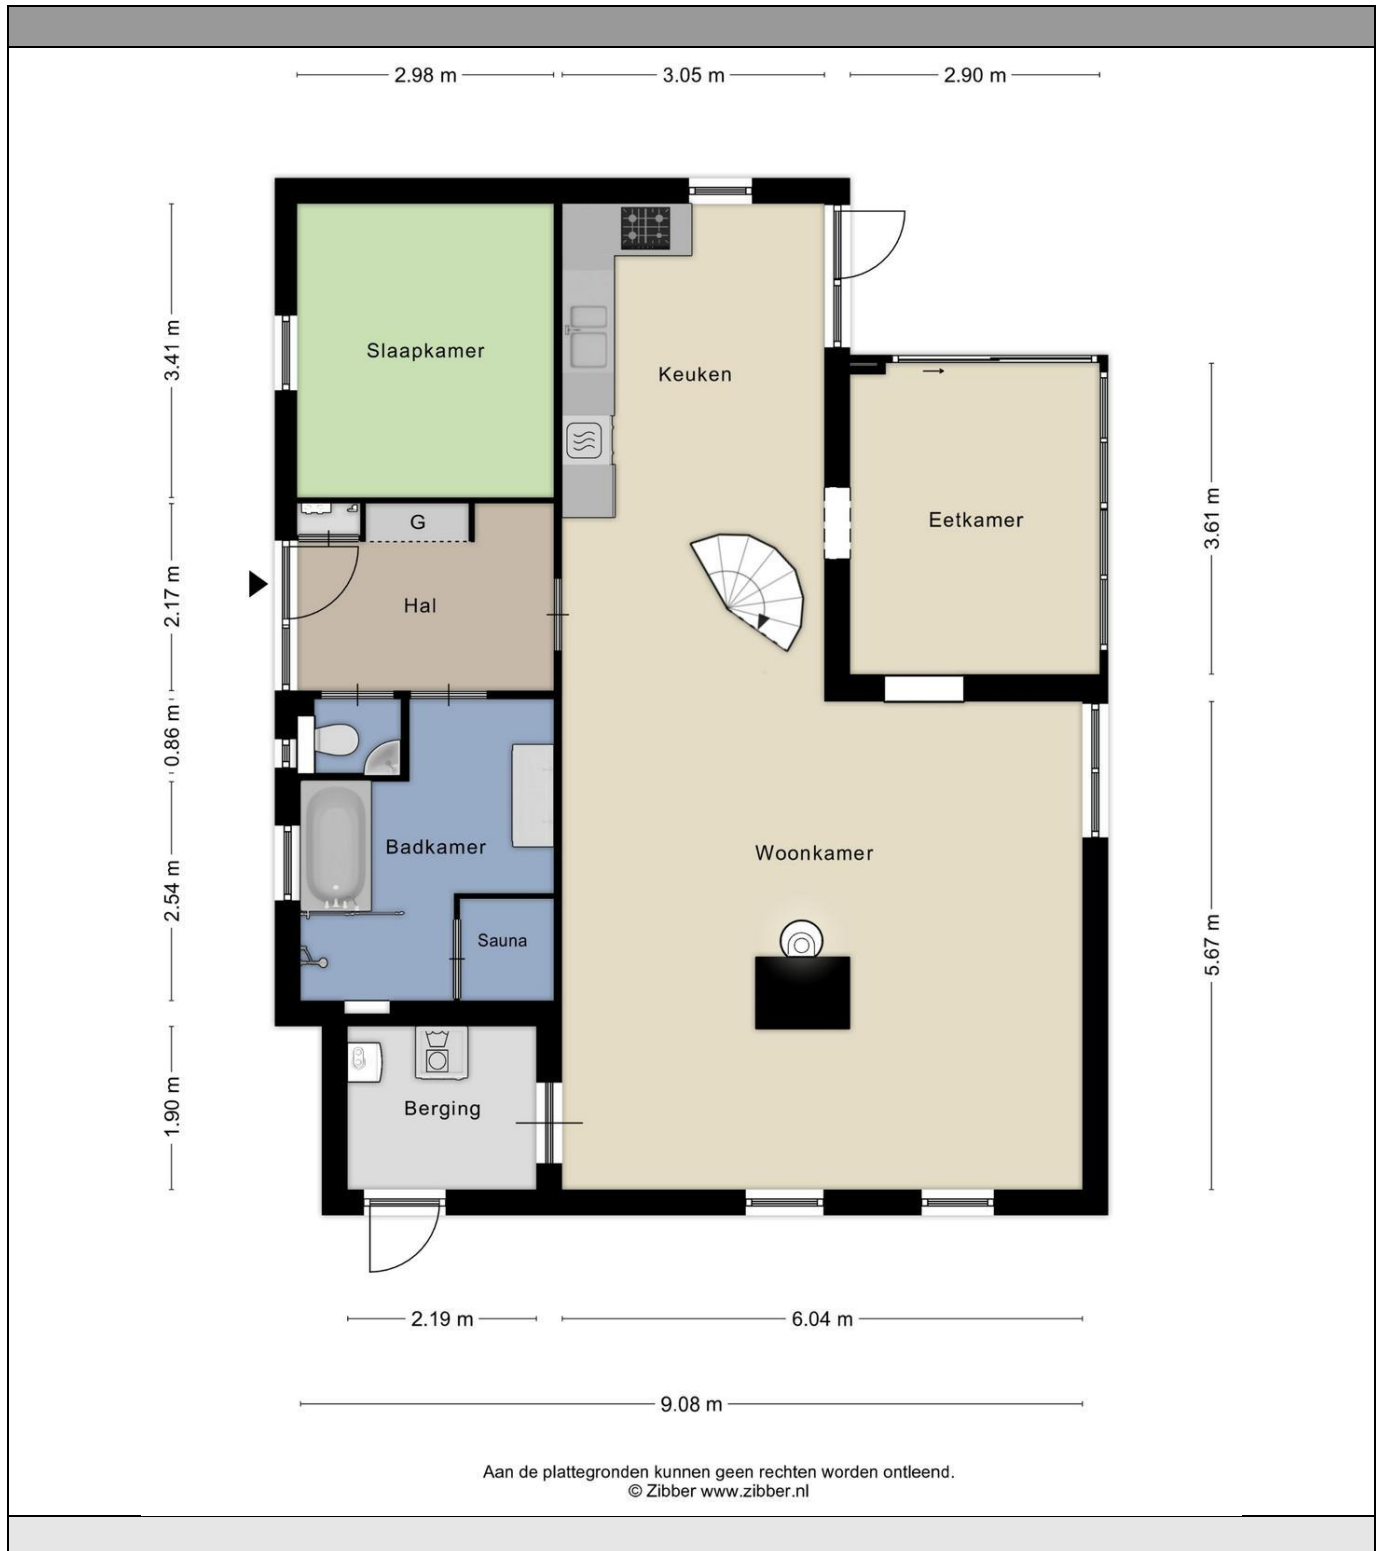 2.98 m 3.05 m 2.90 m
Slaapkamer
Keuken
3.41 m
G
Eetkamer
3.61 m
Hal
2.17 m
0.86 m
Badkamer
Woonkamer
2.54 m
Sauna
5.67 m
Berging
1.90 m
2.19 m 6.04 m
9.08 m
Aan de plattegronden kunnen geen rechten worden ontleend.
© Zibber www.zibber.nl